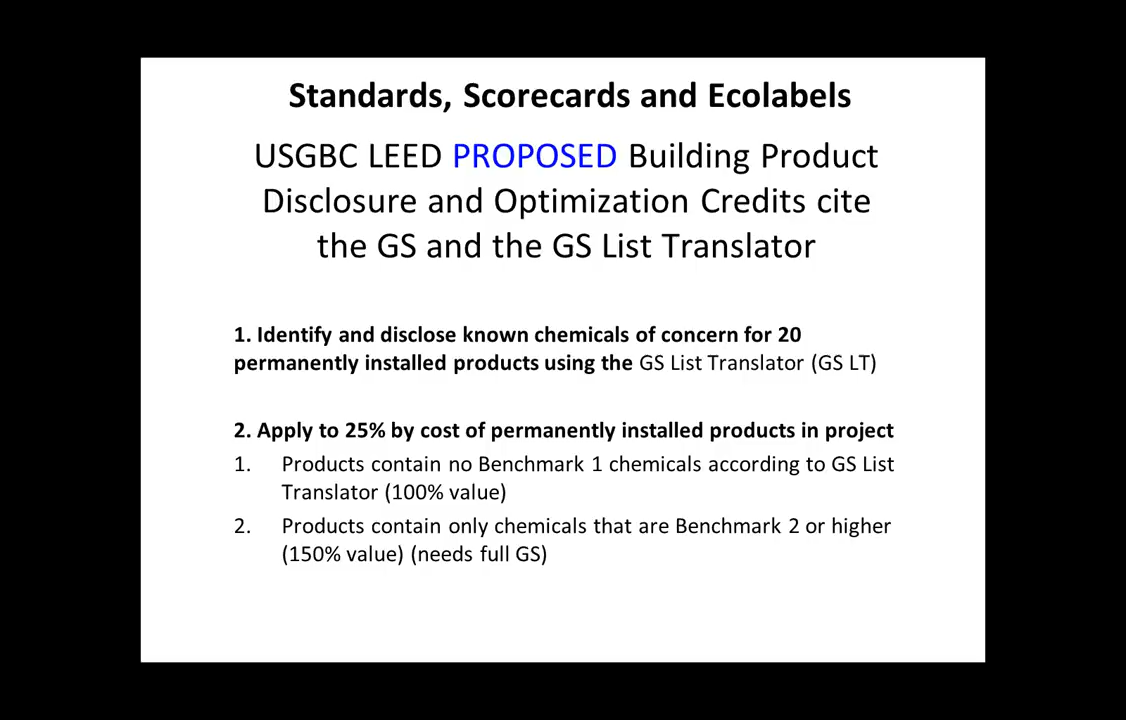 Standards, Scorecards and Ecolabels
USGBC LEED PROPOSED Building Product
Disclosure and Optimization Credits cite
the GS and the GS List Translator
1. Identify and disclose known chemicals of concern for 20
permanently installed products using the GS List Translator (GS LT)
2. Apply to 25% by cost of permanently installed products in project
1. Products contain no Benchmark 1 chemicals according to GS List
Translator (100% value)
2. Products contain only chemicals that are Benchmark 2 or higher
(150% value) (needs full GS)